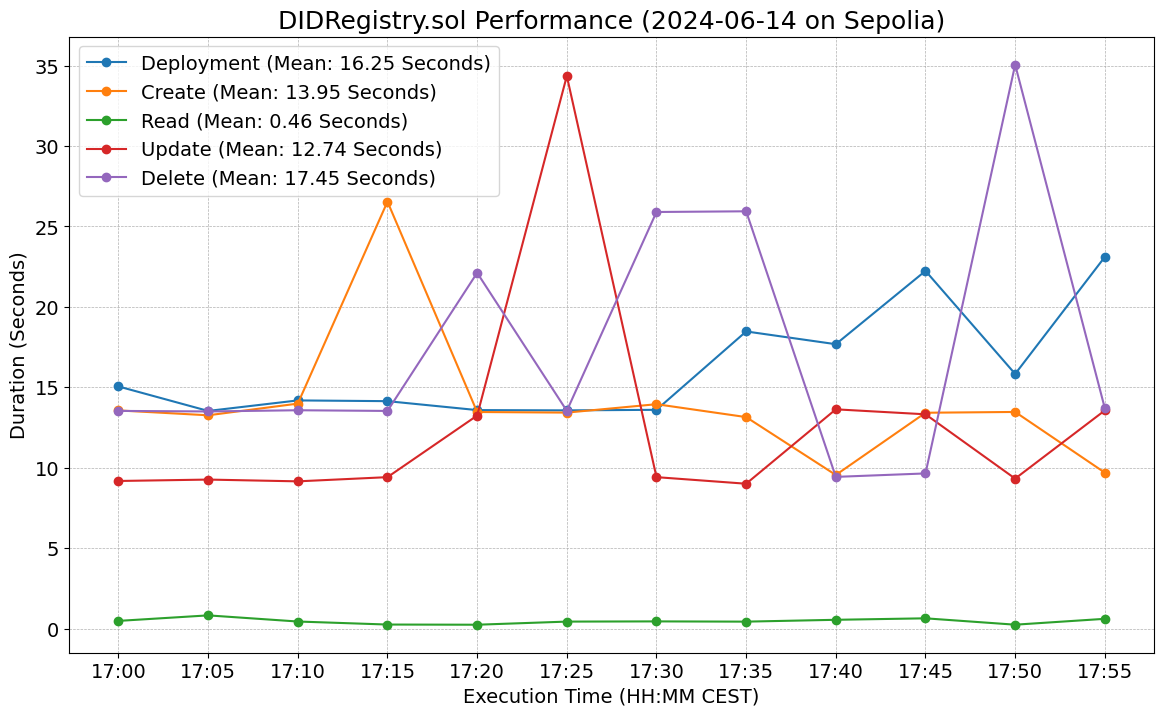 DIDRegistry.sol Performance (2024-06-14 on Sepolia)
Deployment (Mean: 16.25 Seconds)
Create (Mean: 13.95 Seconds)
Read (Mean: 0.46 Seconds)
Update (Mean: 12.74 Seconds)
Delete (Mean: 17.45 Seconds)
Duration (Seconds)
35
30
25
20
15
10
5
0
17:00 17:05 17:10 17:15 17:20 17:25 17:30 17:35 17:40 17:45 17:50 17:55
Execution Time (HH:MM CEST)